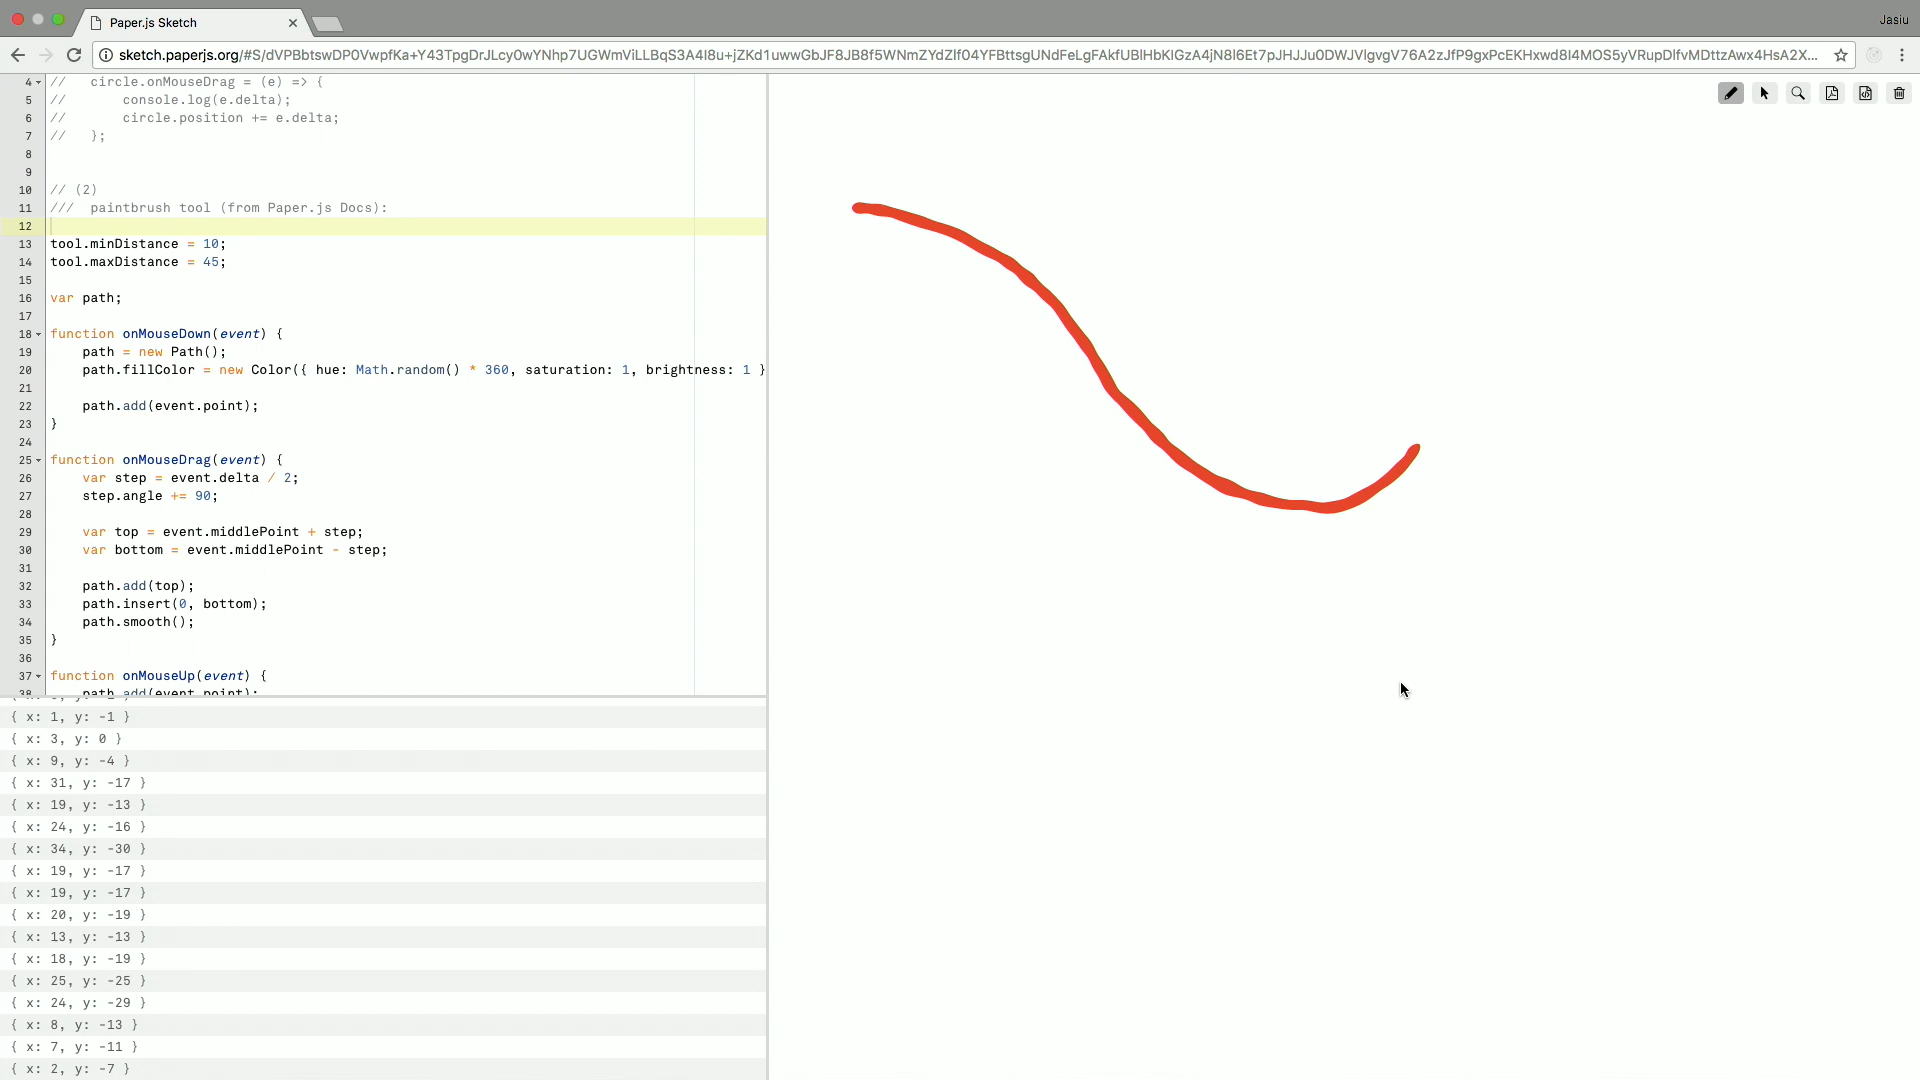 Paper.js Sketch
Jasiu
sketch.paperjs.org/#S/dVPBbtswDP0VwpfKa+Y43TpgDrJLcy0wYNhp7UGWmViLLBqS3A4I8u+jZKd1uwwGbJF8JB8f5WNmZYdZlf04YFBttsgUNdFeLgFAkfUBlHbKlGzA4jN8l6Et7pJHJJu0DWJVlgvgV76A2zJfP9gxPcEKHxwd8I4MOS5yVRupDlfvMDttzAwx4HsA2X...
4 // circle.onMouseDrag = (e) => {
5 // console.log(e.delta);
6 // circle.position += e.delta;
7 // };
8
9
10 // (2)
11 /// paintbrush tool (from Paper.js Docs):
12
13 tool.minDistance = 10;
14 tool.maxDistance = 45;
15
16 var path;
17
18 function onMouseDown(event) {
19 path = new Path();
20 path.fillColor = new Color({ hue: Math.random() * 360, saturation: 1, brightness: 1 }
21
22 path.add(event.point);
23 }
24
25 function onMouseDrag(event) {
26 var step = event.delta / 2;
27 step.angle += 90;
28
29 var top = event.middlePoint + step;
30 var bottom = event.middlePoint - step;
31
32 path.add(top);
33 path.insert(0, bottom);
34 path.smooth();
35 }
36
37 function onMouseUp(event) {
38 path.add(event.point);
{ x: 1, y: -1 }
{ x: 3, y: 0 }
{ x: 9, y: -4 }
{ x: 31, y: -17 }
{ x: 19, y: -13 }
{ x: 24, y: -16 }
{ x: 34, y: -30 }
{ x: 19, y: -17 }
{ x: 19, y: -17 }
{ x: 20, y: -19 }
{ x: 13, y: -13 }
{ x: 18, y: -19 }
{ x: 25, y: -25 }
{ x: 24, y: -29 }
{ x: 8, y: -13 }
{ x: 7, y: -11 }
{ x: 2, y: -7 }